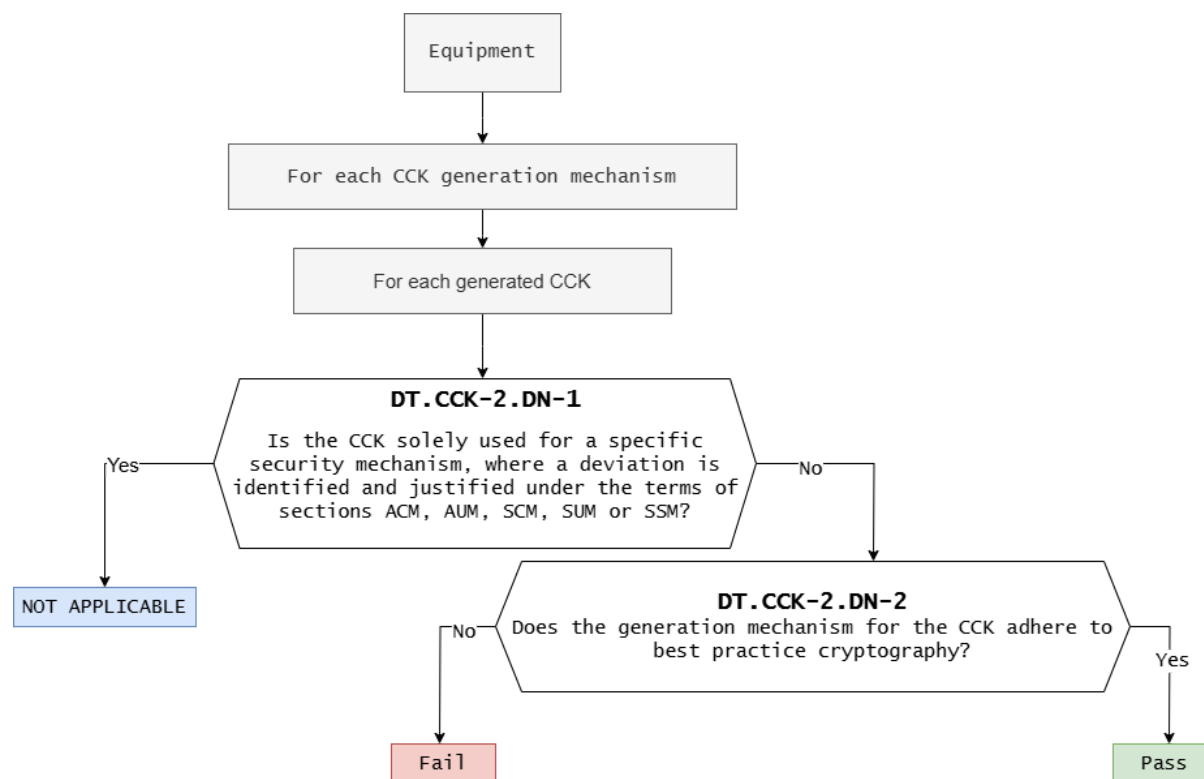 Equipment
For each CCK generation mechanism
For each generated CCK
DT.CCK-2.DN-1
Is the CCK solely used for a specific
security mechanism, where a deviation is
identified and justified under the terms of
sections ACM, AUM, SCM, SUM or SSM?
Yes
No
NOT APPLICABLE
DT.CCK-2.DN-2
Does the generation mechanism for the CCK adhere to
best practice cryptography?
No
Yes
Fail
Pass